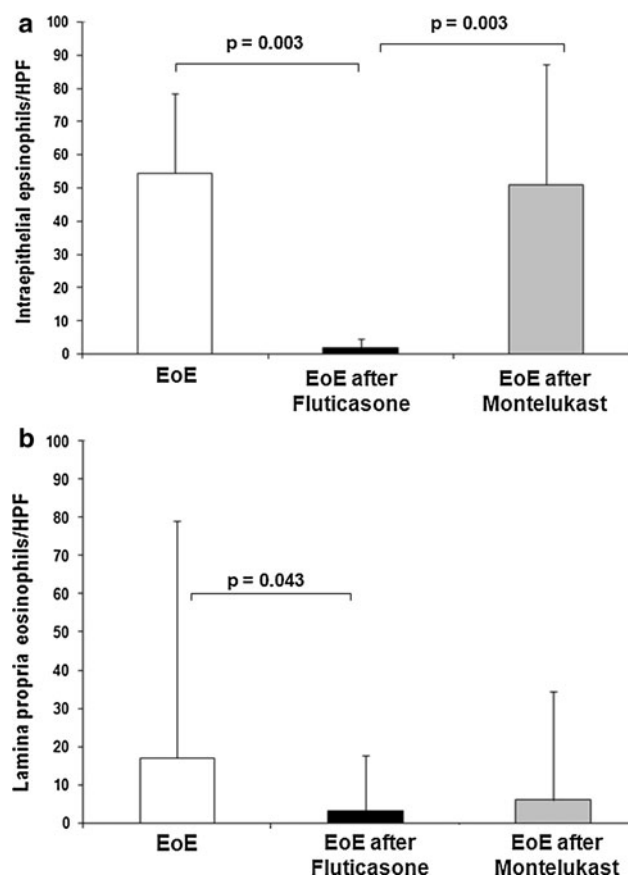 a
Intraepithelial epsinophils/HPF
100
90
80
70
60
50
40
30
20
10
0
p = 0.003
p = 0.003
EoE
EoE after
Fluticasone
EoE after
Montelukast
b
Lamina propria eosinophils/HPF
100
90
80
70
60
50
40
30
20
10
0
p = 0.043
EoE
EoE after
Fluticasone
EoE after
Montelukast